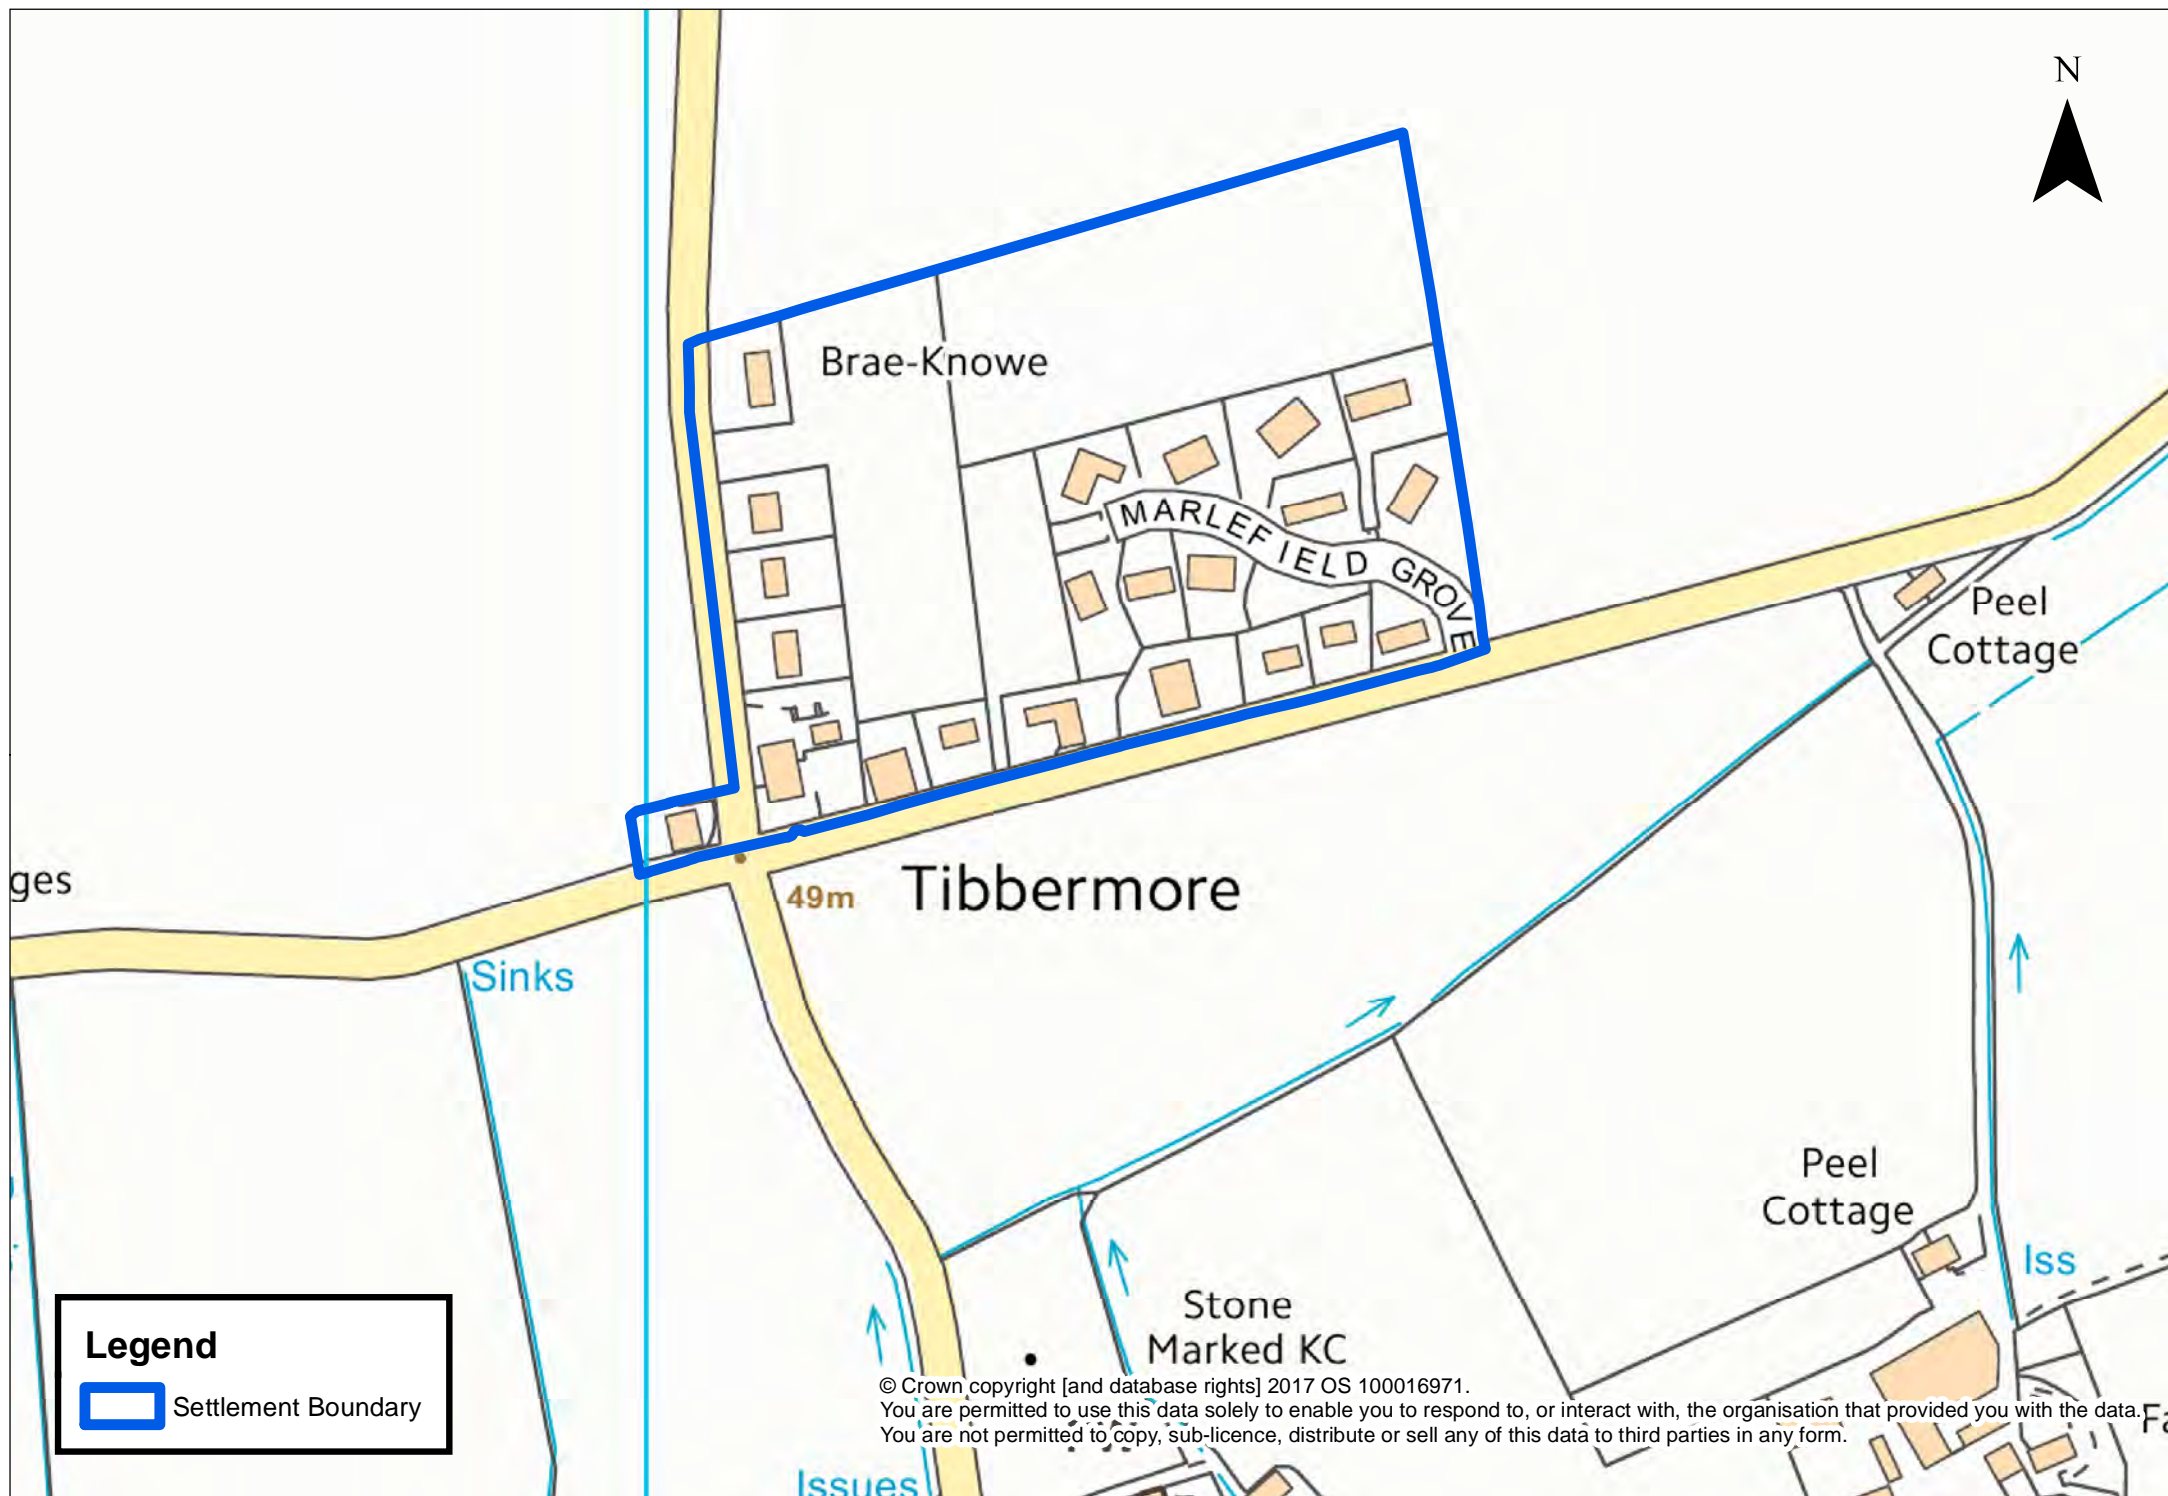 N
Brae-Knowe
MARLEFIELD GROVE
Peel
Cottage
ges
49m
Tibbermore
Sinks
Peel
Cottage
Iss
Stone
Marked KC
Legend
Settlement Boundary
© Crown copyright [and database rights] 2017 OS 100016971.
You are permitted to use this data solely to enable you to respond to, or interact with, the organisation that provided you with the data.
You are not permitted to copy, sub-licence, distribute or sell any of this data to third parties in any form.
Fa
Issues